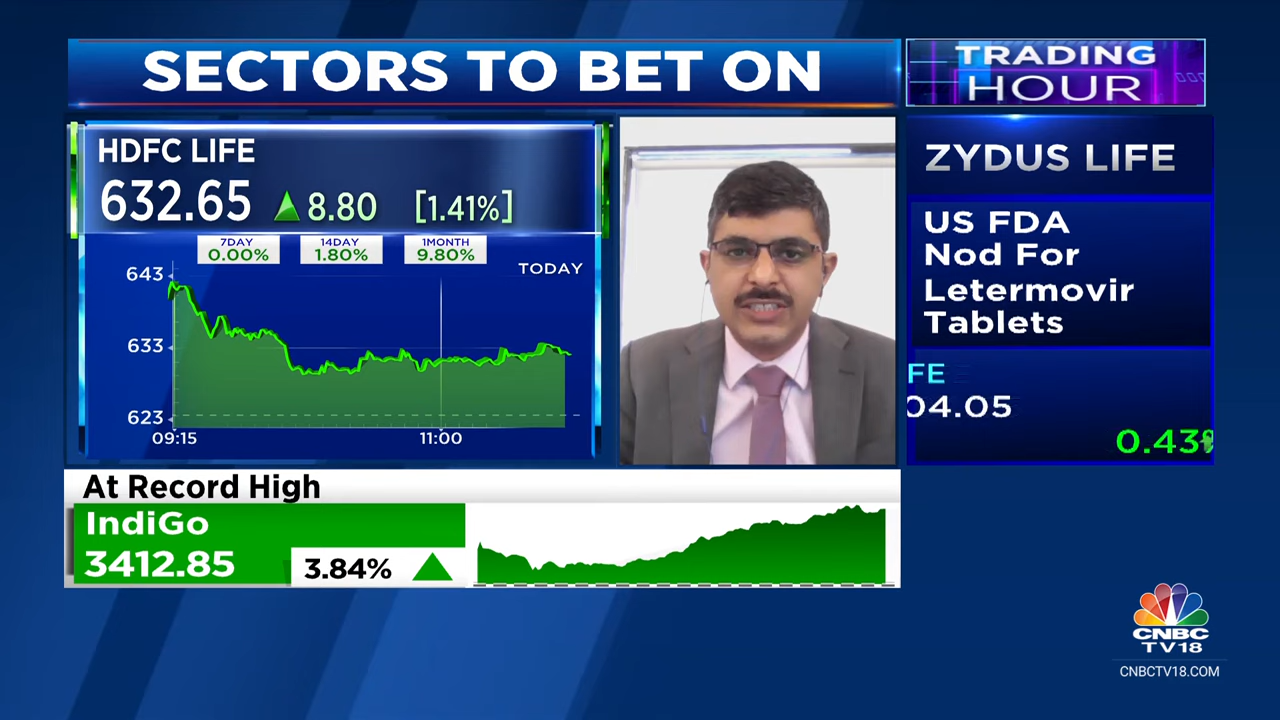 SECTORS TO BET ON
TRADING
HOUR
HDFC LIFE
632.65 ▲ 8.80 [1.41%]
7DAY 14DAY 1MONTH
0.00% 1.80% 9.80%
TODAY
643
633
623
09:15 11:00
ZYDUS LIFE
US FDA
Nod For
Letermovir
Tablets
FE
04.05
0.43%
At Record High
IndiGo
3412.85 3.84% ▲
CNBC
TV18
CNBCTV18.COM